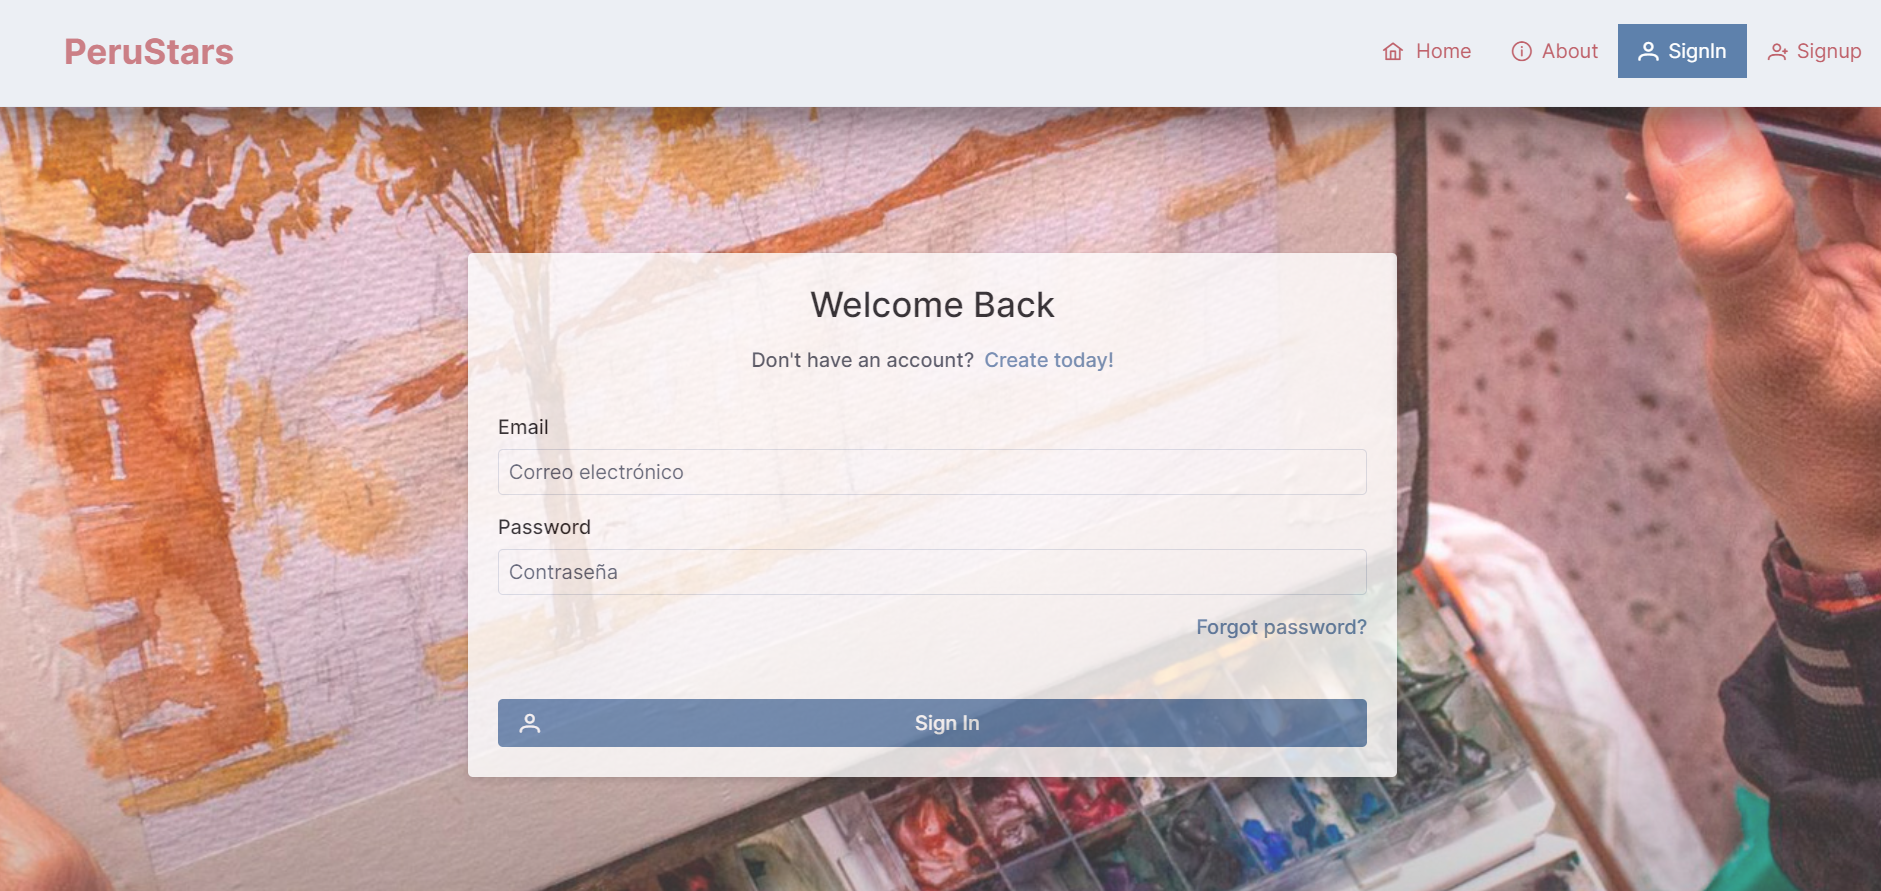 PeruStars
Home
About
SignIn
Signup
Welcome Back
Don't have an account? Create today!
Email
Correo electrónico
Password
Contraseña
Forgot password?
Sign In